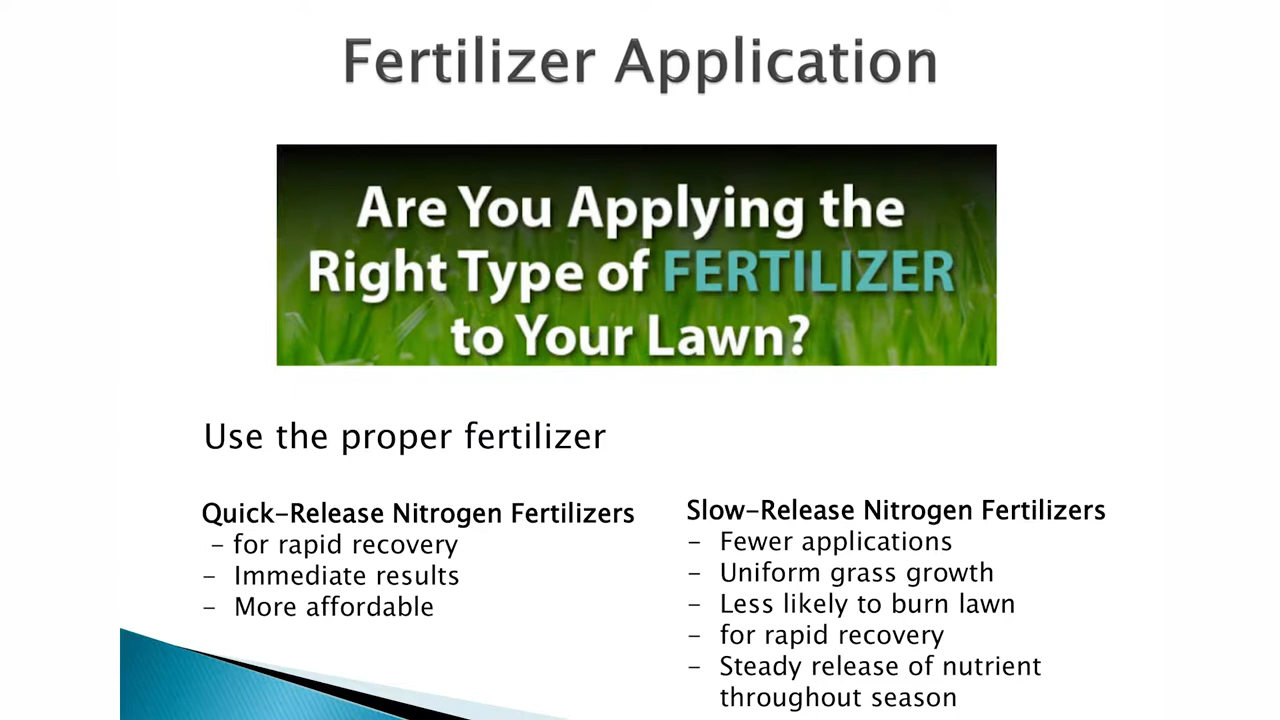 Fertilizer Application
Are You Applying the
Right Type of FERTILIZER
to Your Lawn?
Use the proper fertilizer
Quick-Release Nitrogen Fertilizers
- for rapid recovery
- Immediate results
- More affordable
Slow-Release Nitrogen Fertilizers
- Fewer applications
- Uniform grass growth
- Less likely to burn lawn
- for rapid recovery
- Steady release of nutrient
throughout season